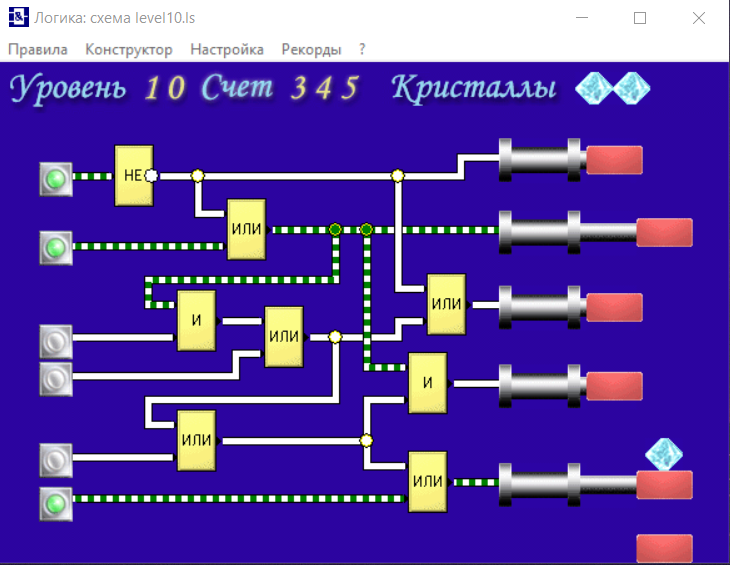 Логика: схема level10.ls
Правила Конструктор Настройка Рекорды ?
Уровень 10 Счет 345 Кристаллы
НЕ
ИЛИ
ИЛИ
И
ИЛИ
И
ИЛИ
ИЛИ